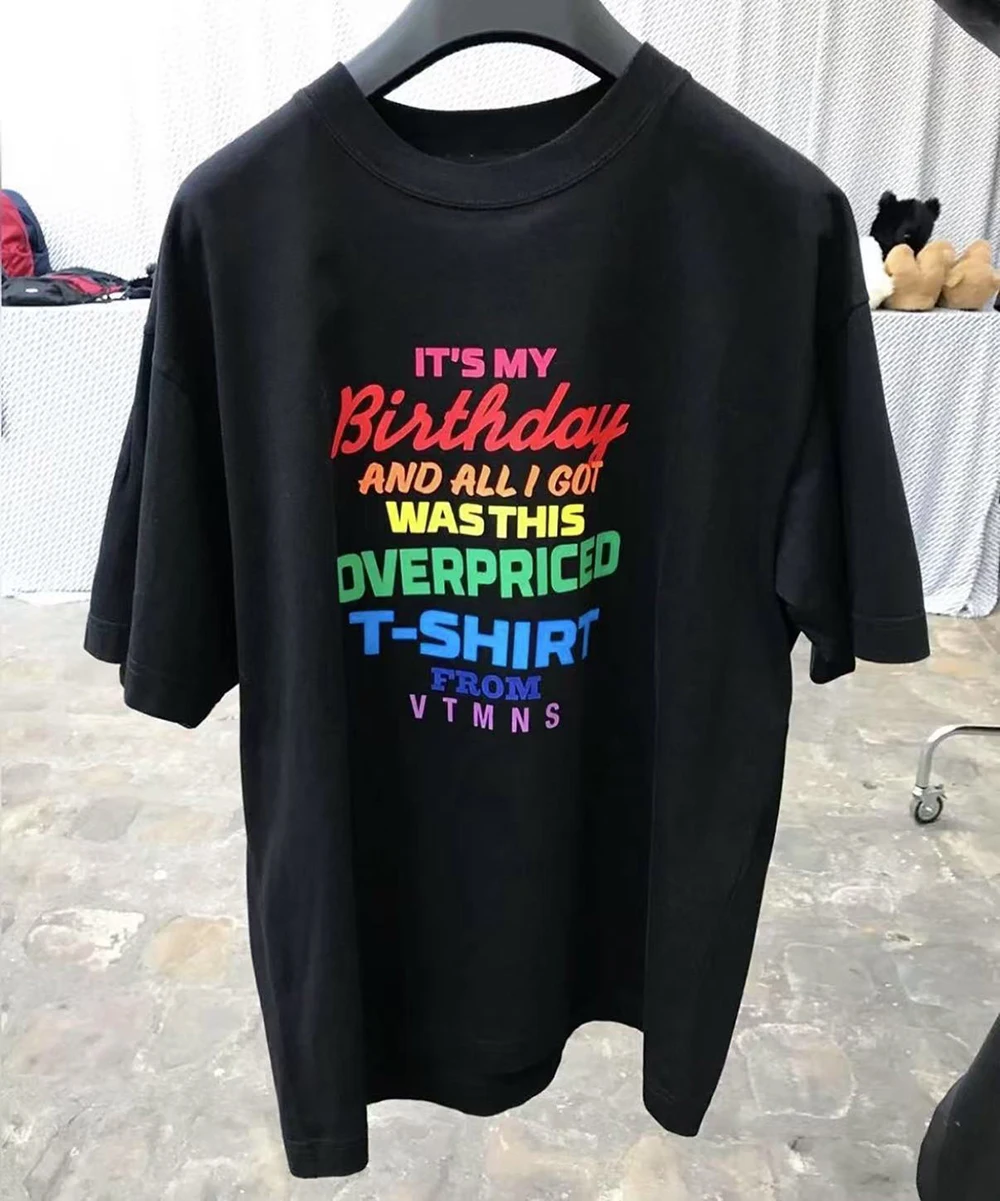 IT'S MY
Birthday
AND ALL I GOT
WAS THIS
OVERPRICED
T-SHIRT
FROM
VTMNS